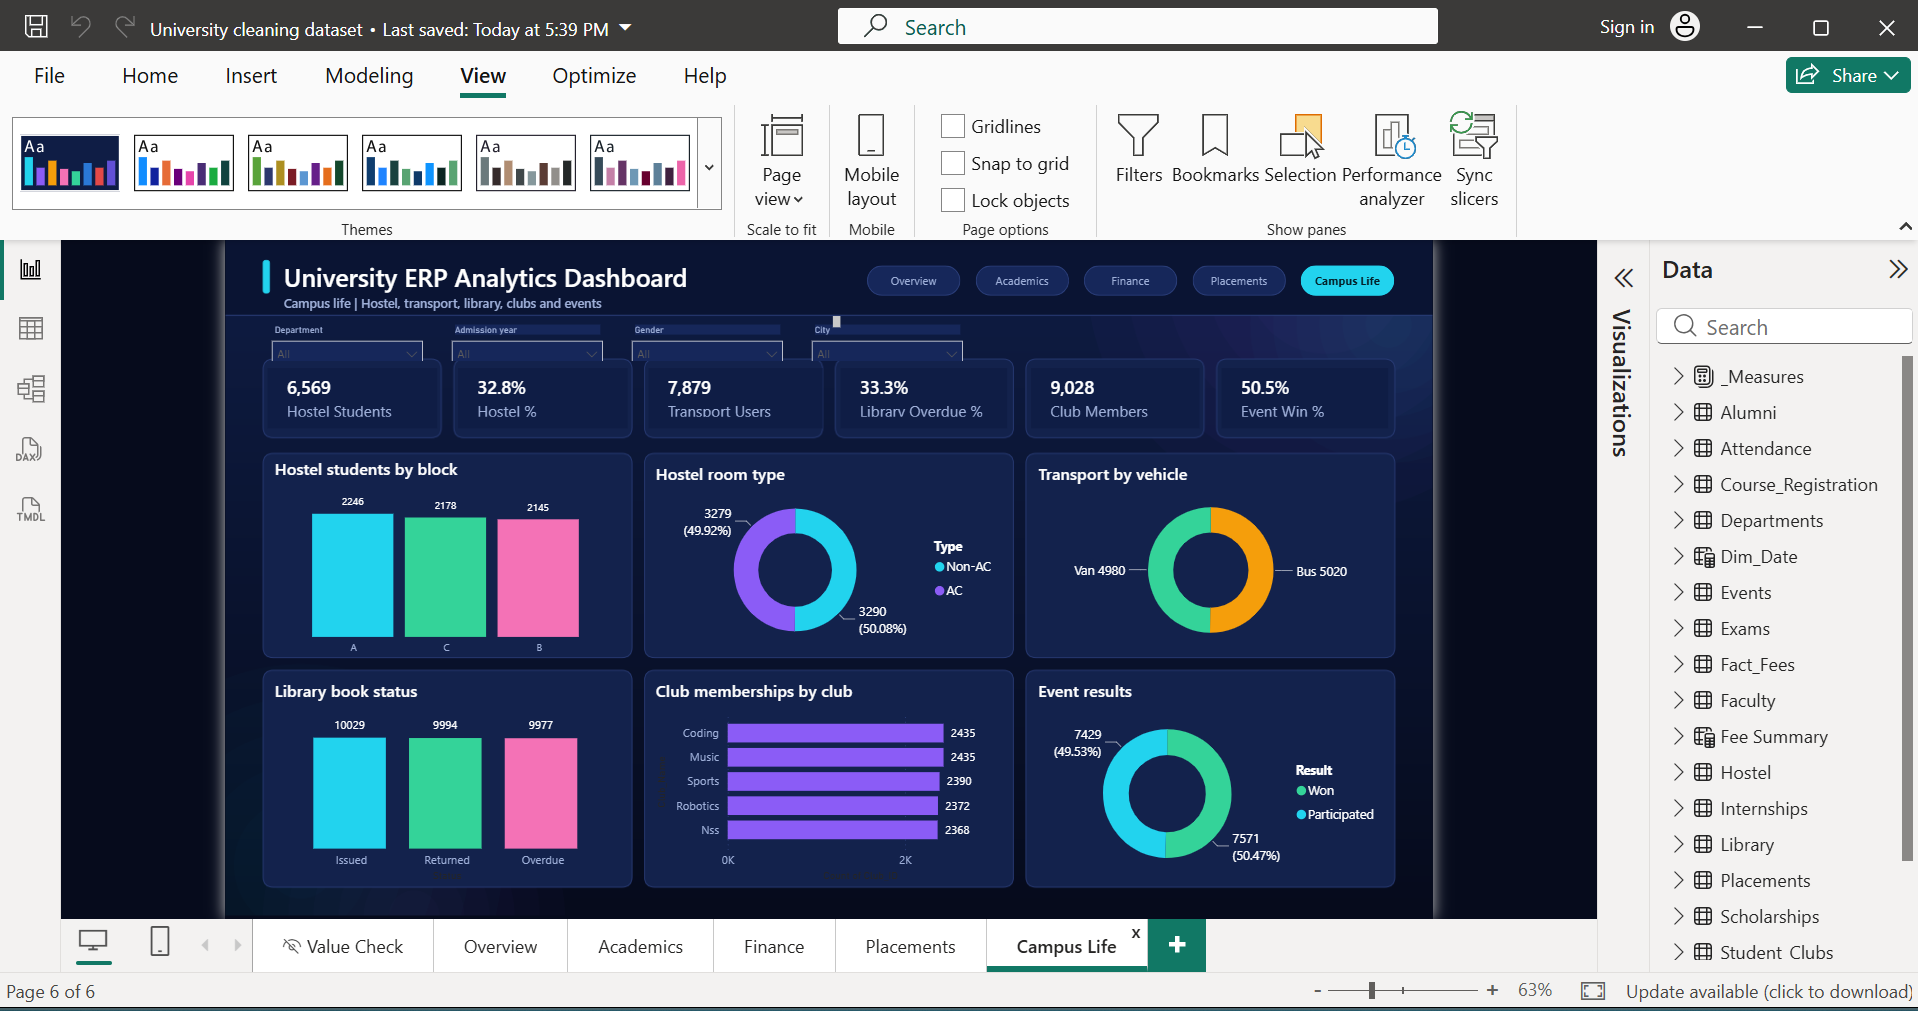 University cleaning dataset • Last saved: Today at 5:39 PM
Search
Sign in
File Home Insert Modeling View Optimize Help
Share
Aa Aa Aa Aa Aa Aa
Themes
Page view
Scale to fit
Mobile layout
Mobile
Gridlines
Snap to grid
Lock objects
Page options
Filters Bookmarks Selection Performance analyzer Sync slicers
Show panes
DAX
TMDL
University ERP Analytics Dashboard
Campus life | Hostel, transport, library, clubs and events
Overview Academics Finance Placements Campus Life
Department Admission year Gender City
All All All All
6,569
Hostel Students
32.8%
Hostel %
7,879
Transport Users
33.3%
Library Overdue %
9,028
Club Members
50.5%
Event Win %
Hostel students by block
2246 2178 2145
A C B
Hostel room type
3279
(49.92%)
3290
(50.08%)
Type
Non-AC
AC
Transport by vehicle
Van 4980
Bus 5020
Library book status
10029 9994 9977
Issued Returned Overdue
Club memberships by club
Coding 2435
Music 2435
Sports 2390
Robotics 2372
Nss 2368
0K 2K
Event results
7429
(49.53%)
7571
(50.47%)
Result
Won
Participated
Visualizations
Data
Search
_Measures
Alumni
Attendance
Course_Registration
Departments
Dim_Date
Events
Exams
Fact_Fees
Faculty
Fee Summary
Hostel
Internships
Library
Placements
Scholarships
Student Clubs
Value Check Overview Academics Finance Placements Campus Life x +
Page 6 of 6
- + 63%
Update available (click to download)